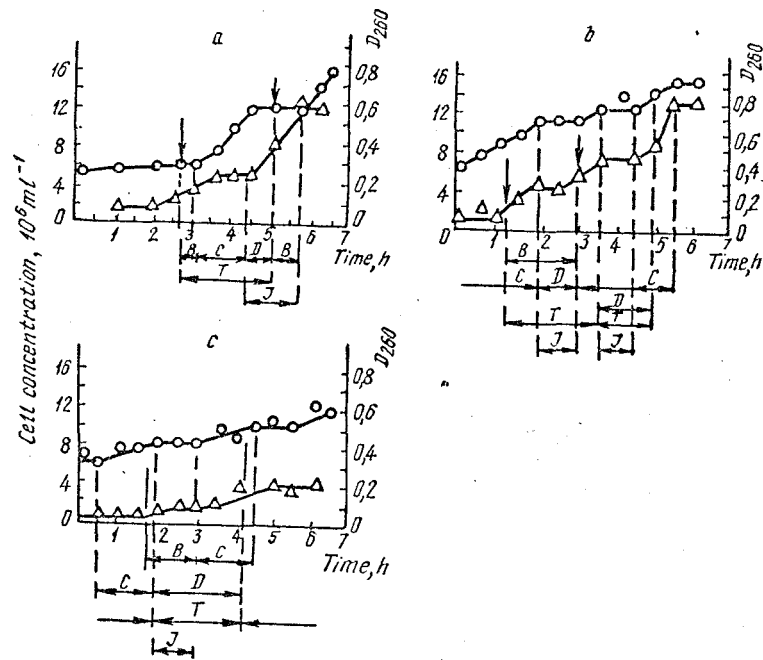 a
Cell concentration, 10⁶ ml⁻¹
16
12
8
4
0
D260
0,8
0,6
0,4
0,2
0
1 2 3 4 5 6 7
Time, h
B C D B
T
J
b
16
12
8
4
0
D260
0,8
0,6
0,4
0,2
0
0 1 2 3 4 5 6 7
Time, h
B
C D C
D
T T
J J
c
16
12
8
4
0
D260
0,8
0,6
0,4
0,2
0
1 2 3 4 5 6 7
Time, h
B C
C D
T
J